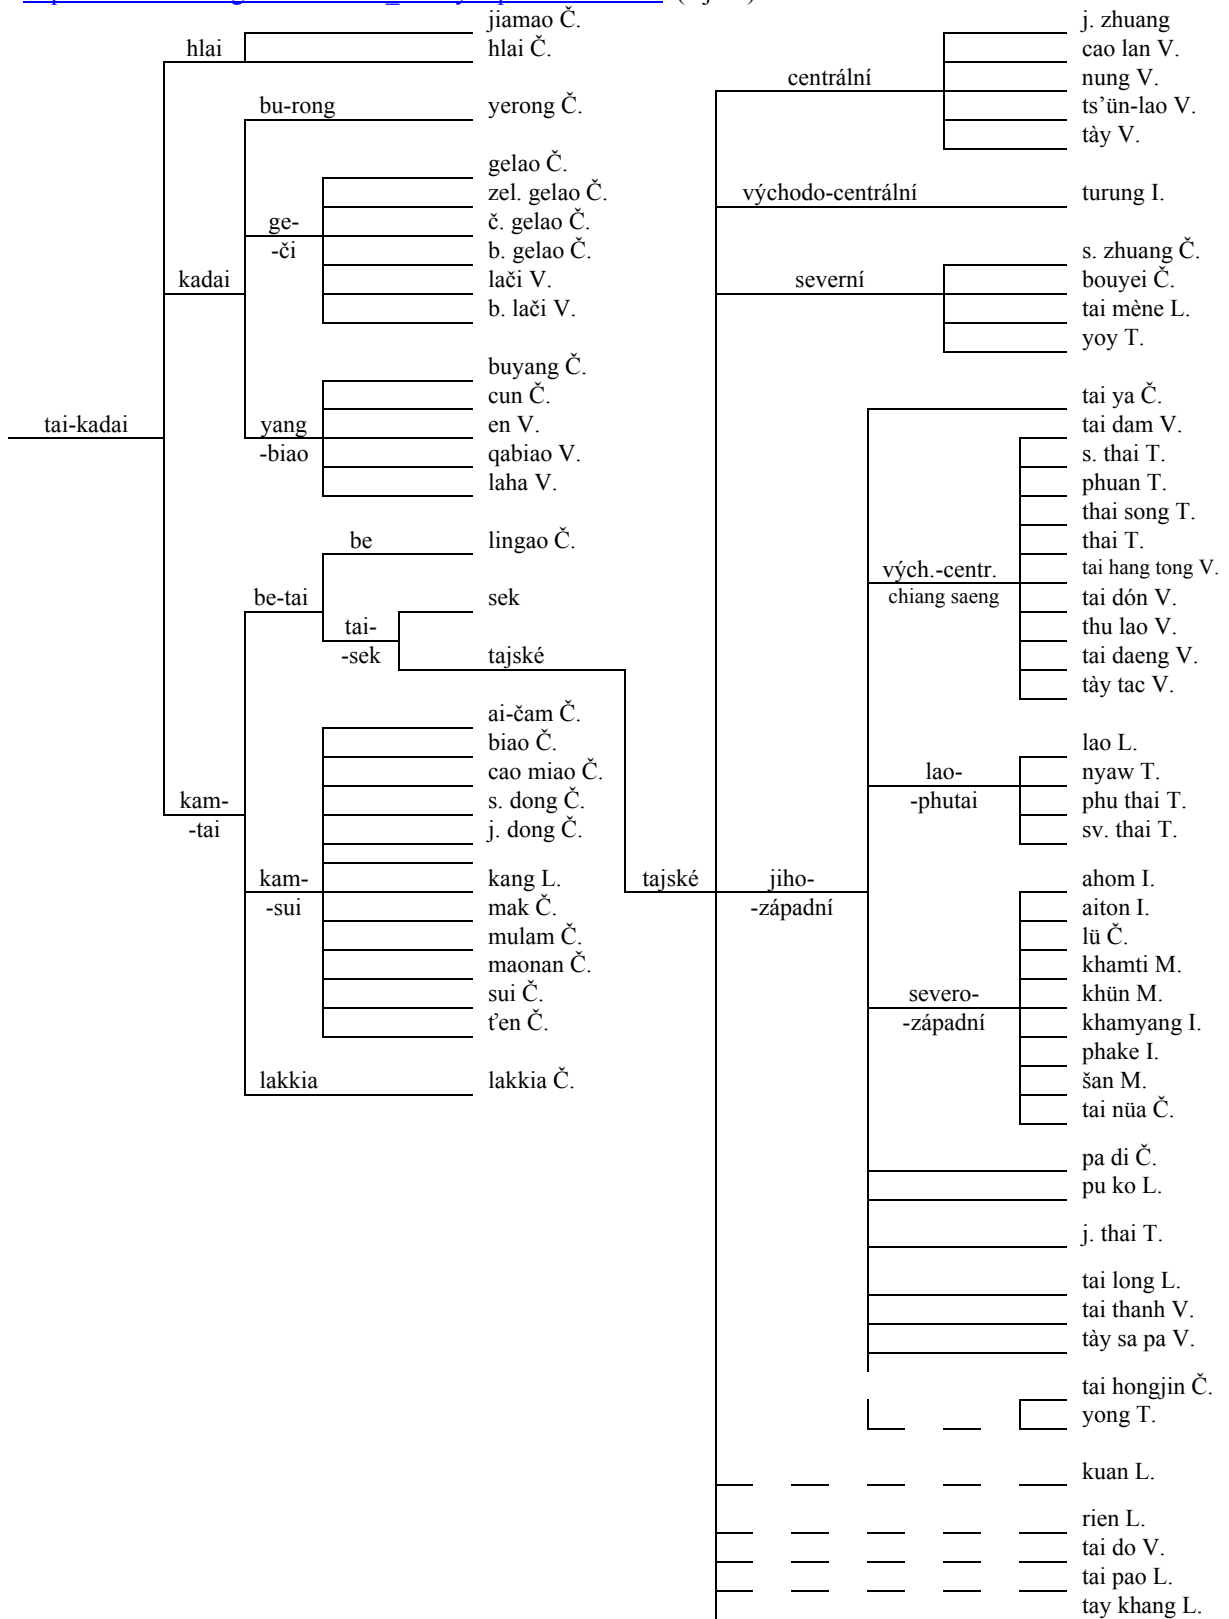 jiamao Č.
hlai
hlai Č.
bu-rong
yerong Č.
gelao Č.
zel. gelao Č.
ge-
č. gelao Č.
-či
b. gelao Č.
kadai
lači V.
b. lači V.
buyang Č.
cun Č.
tai-kadai
yang
en V.
-biao
qabiao V.
laha V.
be
lingao Č.
be-tai
sek
tai-
-sek
tajské
ai-čam Č.
biao Č.
cao miao Č.
kam-
s. dong Č.
-tai
j. dong Č.
kam-
kang L.
-sui
mak Č.
mulam Č.
maonan Č.
sui Č.
ťen Č.
lakkia
lakkia Č.
tajské
j. zhuang
cao lan V.
centrální
nung V.
ts’ün-lao V.
tày V.
východo-centrální
turung I.
s. zhuang Č.
severní
bouyei Č.
tai mène L.
yoy T.
tai ya Č.
tai dam V.
s. thai T.
phuan T.
thai song T.
thai T.
vých.-centr.
tai hang tong V.
chiang saeng
tai dón V.
thu lao V.
tai daeng V.
tày tac V.
lao L.
lao-
nyaw T.
-phutai
phu thai T.
sv. thai T.
jiho-
ahom I.
-západní
aiton I.
lü Č.
khamti M.
severo-
khün M.
-západní
khamyang I.
phake I.
šan M.
tai nüa Č.
pa di Č.
pu ko L.
j. thai T.
tai long L.
tai thanh V.
tày sa pa V.
tai hongjin Č.
yong T.
kuan L.
rien L.
tai do V.
tai pao L.
tay khang L.